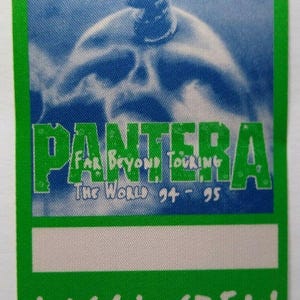 PANTERA
FAR BEYOND TOURING
THE WORLD 94 - 95